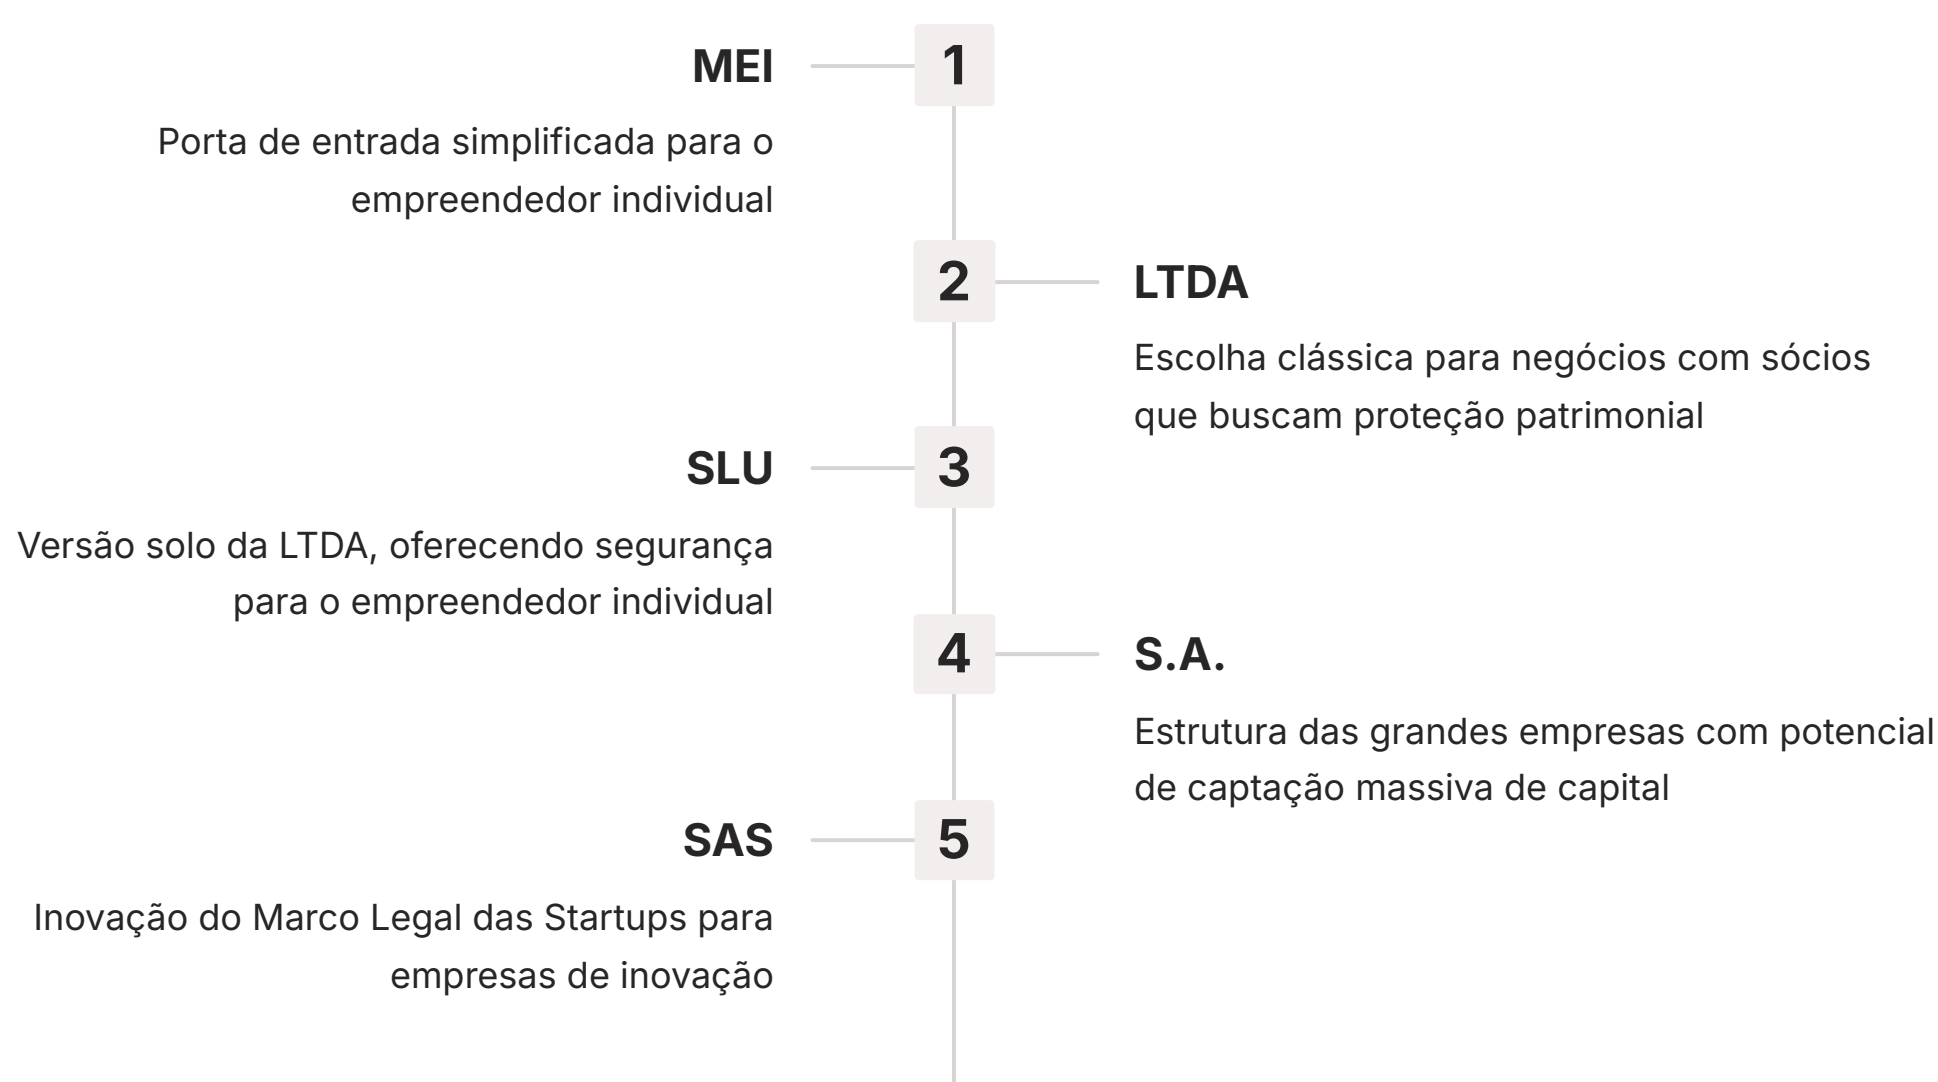 MEI
1
Porta de entrada simplificada para o
empreendedor individual
2
LTDA
Escolha clássica para negócios com sócios
que buscam proteção patrimonial
SLU
3
Versão solo da LTDA, oferecendo segurança
para o empreendedor individual
4
S.A.
Estrutura das grandes empresas com potencial
de captação massiva de capital
SAS
5
Inovação do Marco Legal das Startups para
empresas de inovação